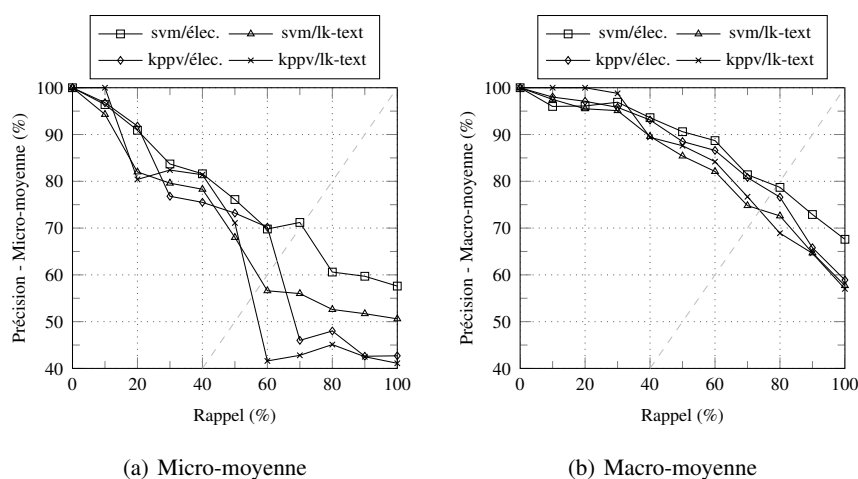 svm/élec. svm/lk-text
kppv/élec. kppv/lk-text
100
90
80
70
60
50
40
0 20 40 60 80 100
Précision - Micro-moyenne (%)
Rappel (%)
(a) Micro-moyenne
svm/élec. svm/lk-text
kppv/élec. kppv/lk-text
100
90
80
70
60
50
40
0 20 40 60 80 100
Précision - Macro-moyenne (%)
Rappel (%)
(b) Macro-moyenne